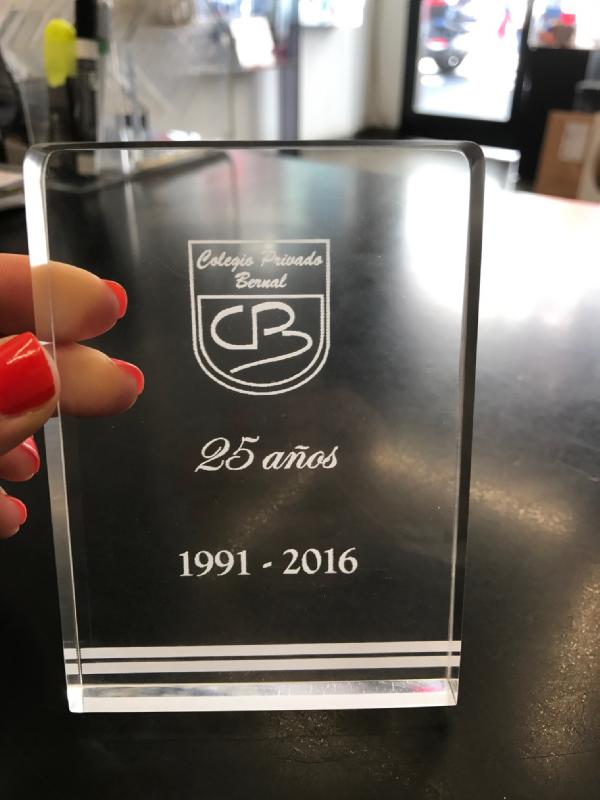 Colegio Privado
Bernal
CPB
25 años
1991 - 2016